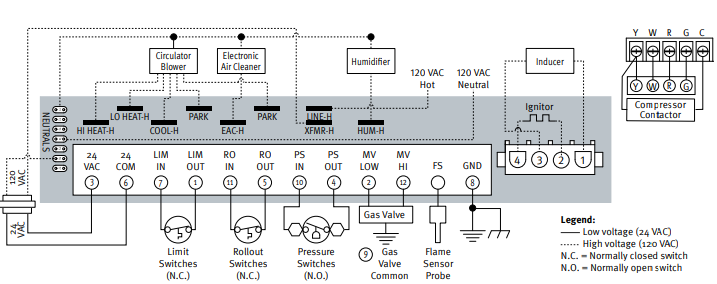 Y W R G C
Circulator
Blower
Electronic
Air Cleaner
Humidifier
120 VAC
Hot
120 VAC
Neutral
Inducer
Y W R G
Compressor
Contactor
Ignitor
NEUTRALS
LO HEAT-H
PARK
PARK
LINE-H
HI HEAT-H
COOL-H
EAC-H
XFMR-H
HUM-H
4 3 2 1
24
VAC
24
COM
LIM
IN
LIM
OUT
RO
IN
RO
OUT
PS
IN
PS
OUT
MV
LOW
MV
HI
FS
GND
3 6 7 1 11 5 10 4 2 12 8
120
VAC
24
VAC
Gas Valve
Limit
Switches
(N.C.)
Rollout
Switches
(N.C.)
Pressure
Switches
(N.O.)
9 Gas
Valve
Common
Flame
Sensor
Probe
Legend:
Low voltage (24 VAC)
High voltage (120 VAC)
N.C. = Normally closed switch
N.O. = Normally open switch